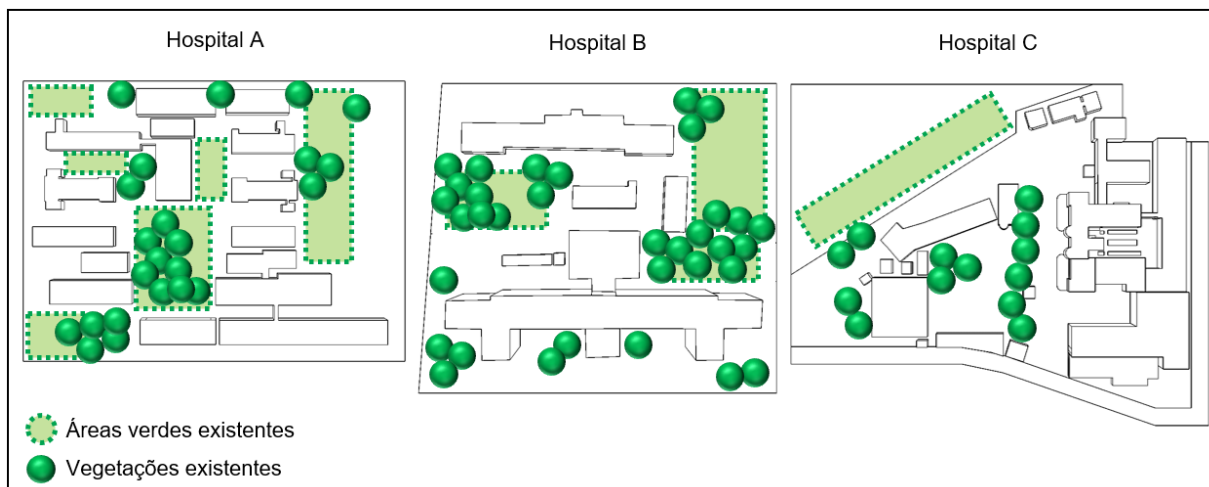 Hospital A
Hospital B
Hospital C
Áreas verdes existentes
Vegetações existentes